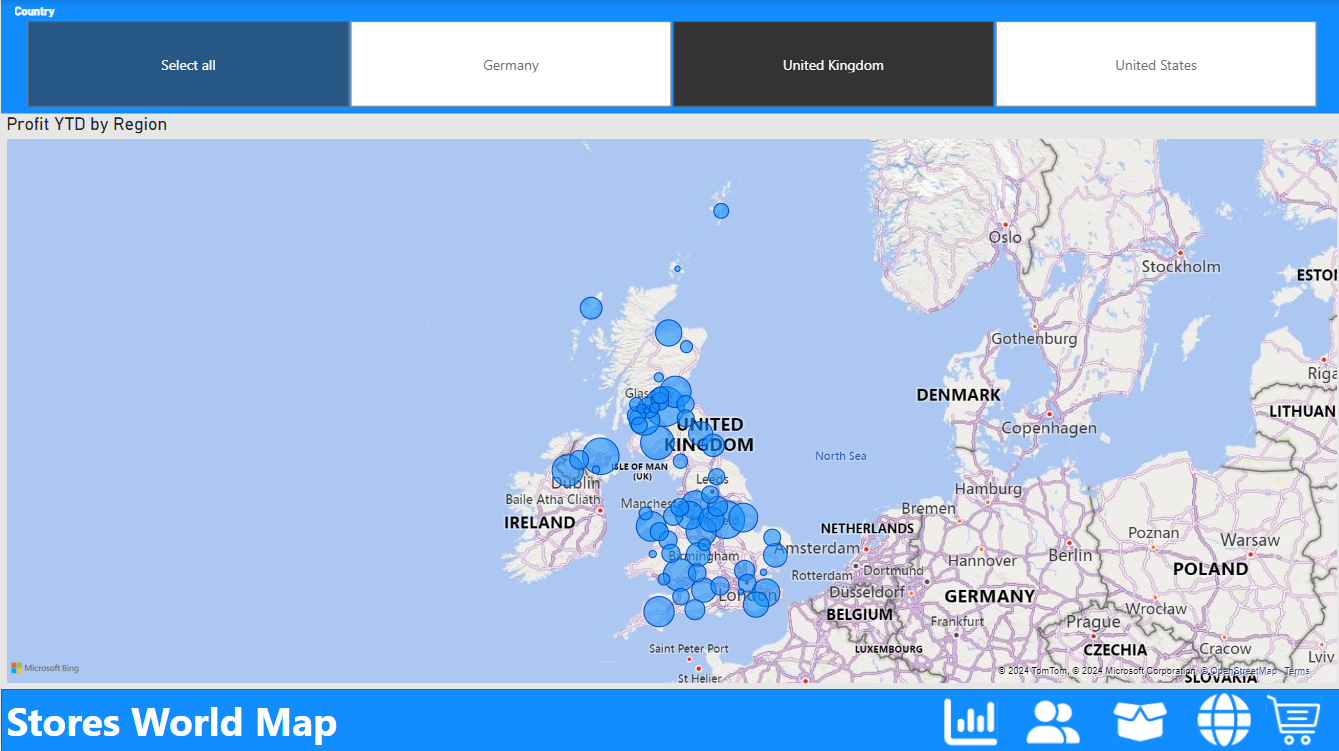 Country
Select all
Germany
United Kingdom
United States
Profit YTD by Region
Oslo
Stockholm
ESTO
Gothenburg
Riga
DENMARK
Glas
LITHUAN
UNITED
KINGDOM
Copenhagen
North Sea
ISLE OF MAN
(UK)
Leeds
Dublin
Baile Atha Cliath
Manches
Hamburg
Bremen
IRELAND
NETHERLANDS
Poznan
Warsaw
Birmingham
Amsterdam
Hannover
Berlin
POLAND
Rotterdam
Dortmund
Düsseldorf
GERMANY
London
Wrocław
BELGIUM
Frankfurt
Prague
Saint Peter Port
LUXEMBOURG
CZECHIA
Cracow
Lviv
St Helier
SLOVAKIA
Microsoft Bing
© 2024 TomTom, © 2024 Microsoft Corporation, © OpenStreetMap Terms
Stores World Map